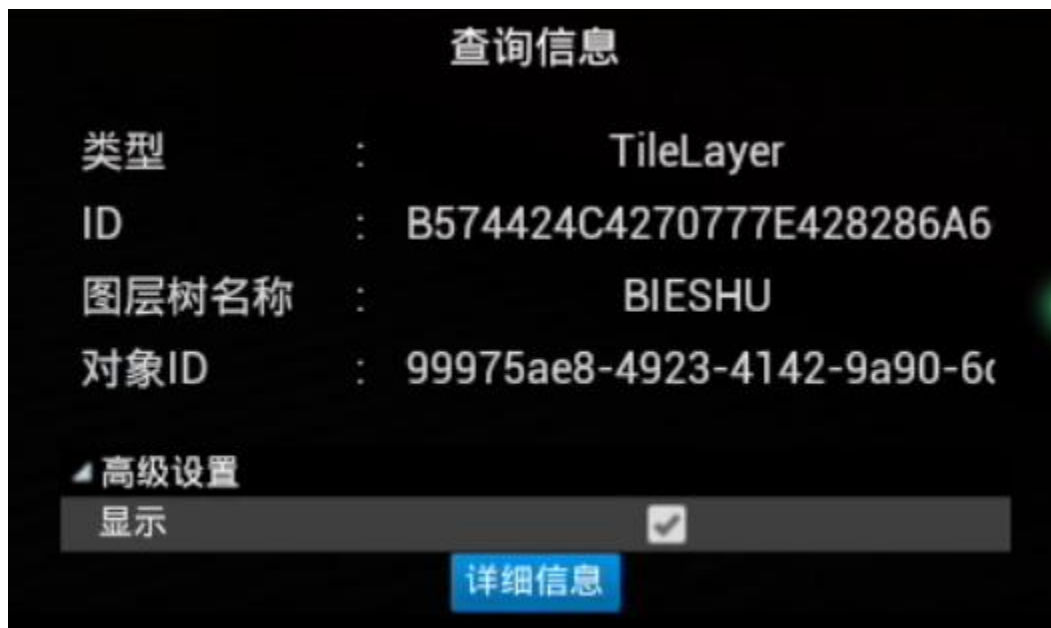 查询信息
类型 : TileLayer
ID : B574424C4270777E428286A6
图层树名称 : BIESHU
对象ID : 99975ae8-4923-4142-9a90-6
高级设置
显示
详细信息